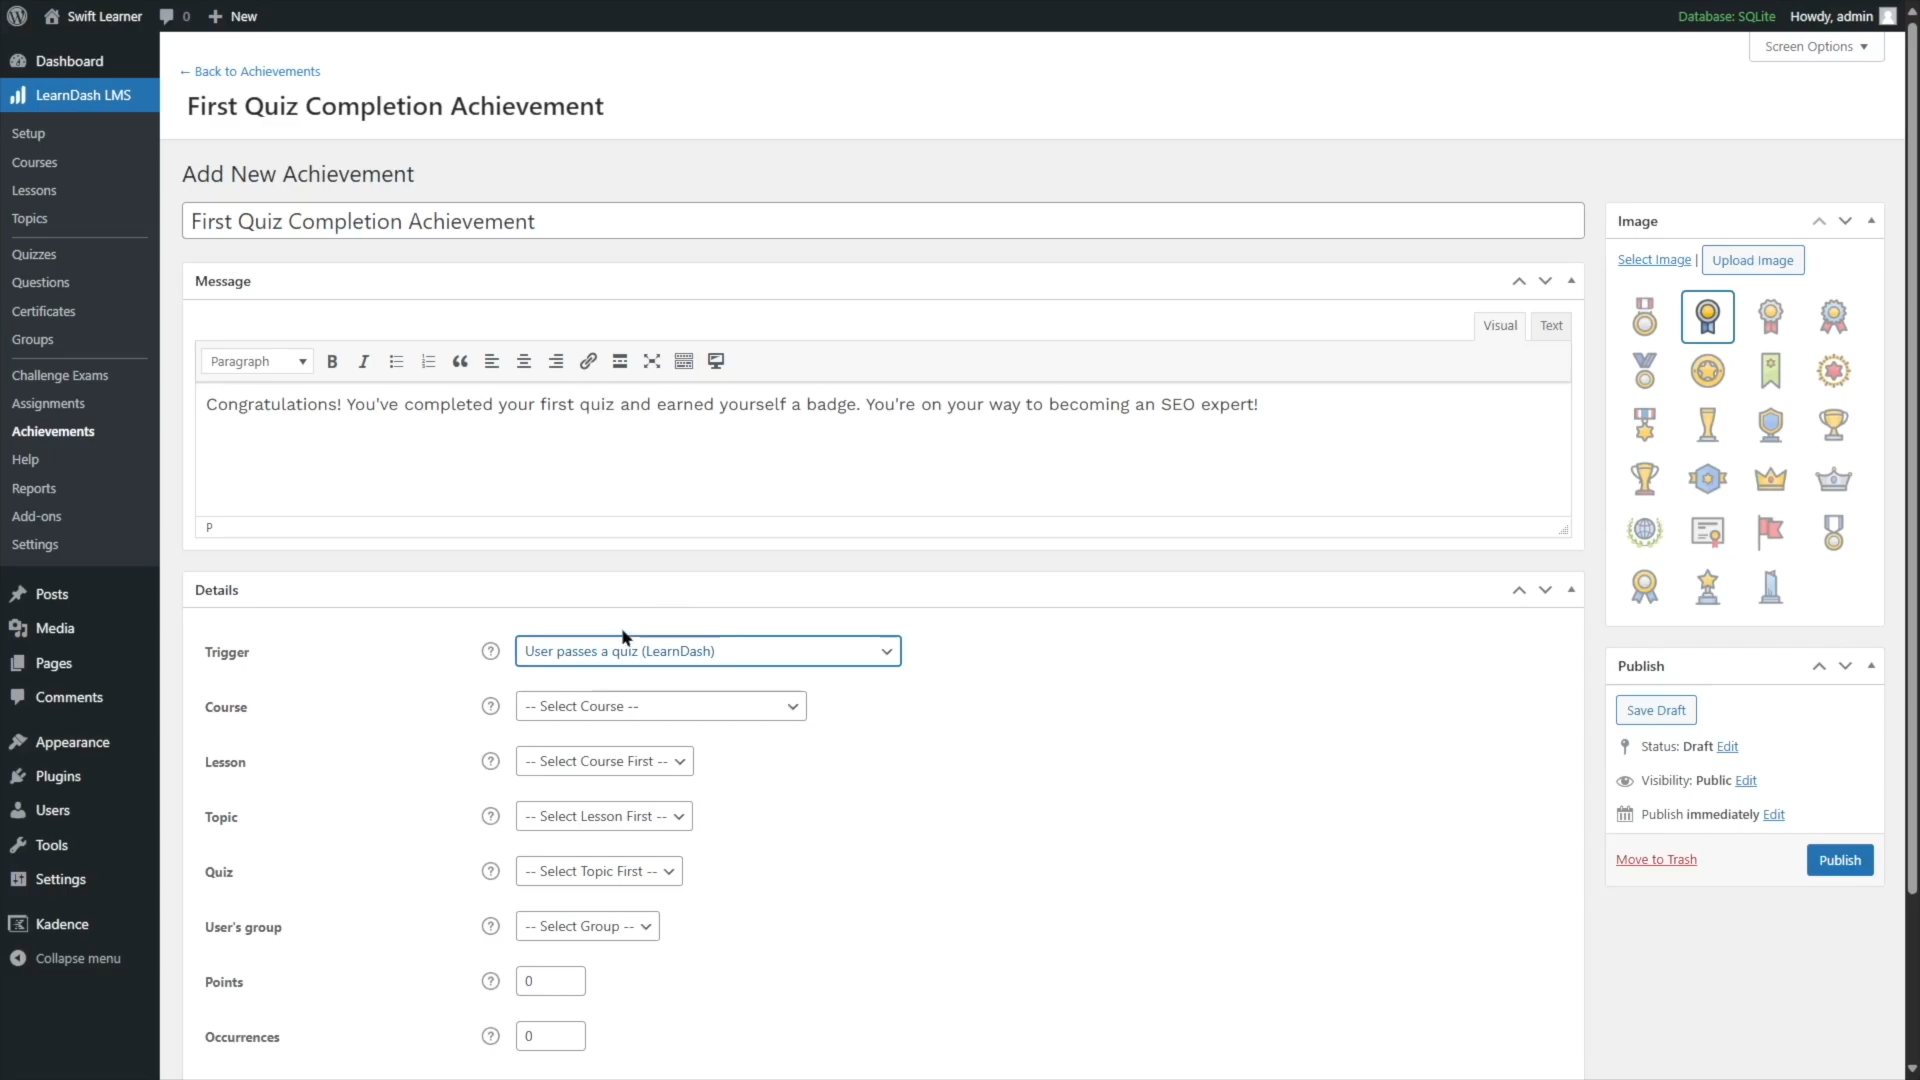 Swift Learner
0
New
Database: SQLite
Howdy, admin
Screen Options
Dashboard
LearnDash LMS
Setup
Courses
Lessons
Topics
Quizzes
Questions
Certificates
Groups
Challenge Exams
Assignments
Achievements
Help
Reports
Add-ons
Settings
Posts
Media
Pages
Comments
Appearance
Plugins
Users
Tools
Settings
Kadence
Collapse menu
← Back to Achievements
First Quiz Completion Achievement
Add New Achievement
First Quiz Completion Achievement
Message
Visual
Text
Paragraph
Congratulations! You've completed your first quiz and earned yourself a badge. You're on your way to becoming an SEO expert!
P
Details
Trigger
User passes a quiz (LearnDash)
Course
-- Select Course --
Lesson
-- Select Course First --
Topic
-- Select Lesson First --
Quiz
-- Select Topic First --
User's group
-- Select Group --
Points
0
Occurrences
0
Image
Select Image | Upload Image
Publish
Save Draft
Status: Draft Edit
Visibility: Public Edit
Publish immediately Edit
Move to Trash
Publish